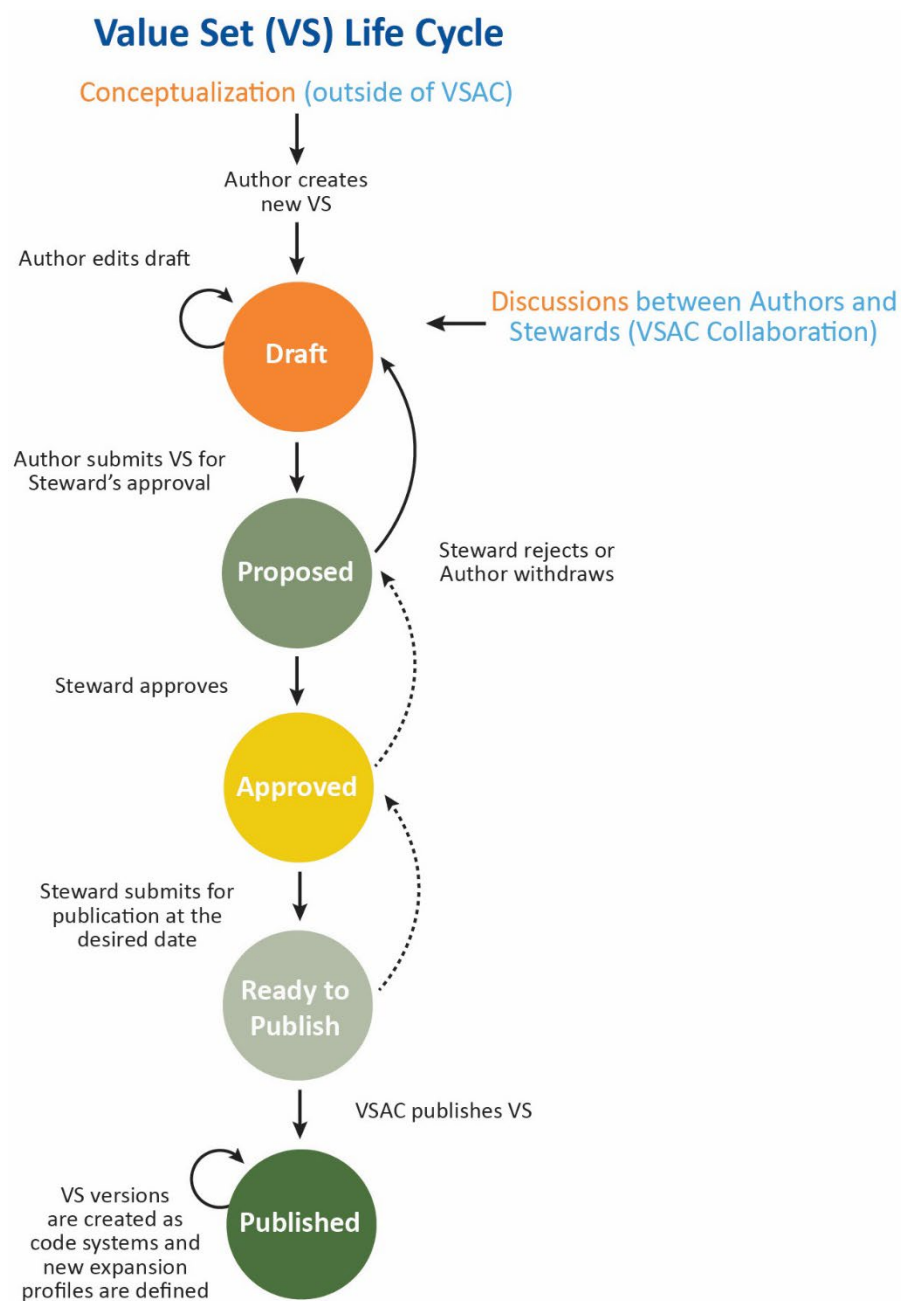 Value Set (VS) Life Cycle
Conceptualization (outside of VSAC)
Author creates
new VS
Author edits draft
Discussions between Authors and
Stewards (VSAC Collaboration)
Draft
Author submits VS for
Steward’s approval
Proposed
Steward rejects or
Author withdraws
Steward approves
Approved
Steward submits for
publication at the
desired date
Ready to
Publish
VSAC publishes VS
VS versions
are created as
code systems and
new expansion
profiles are defined
Published